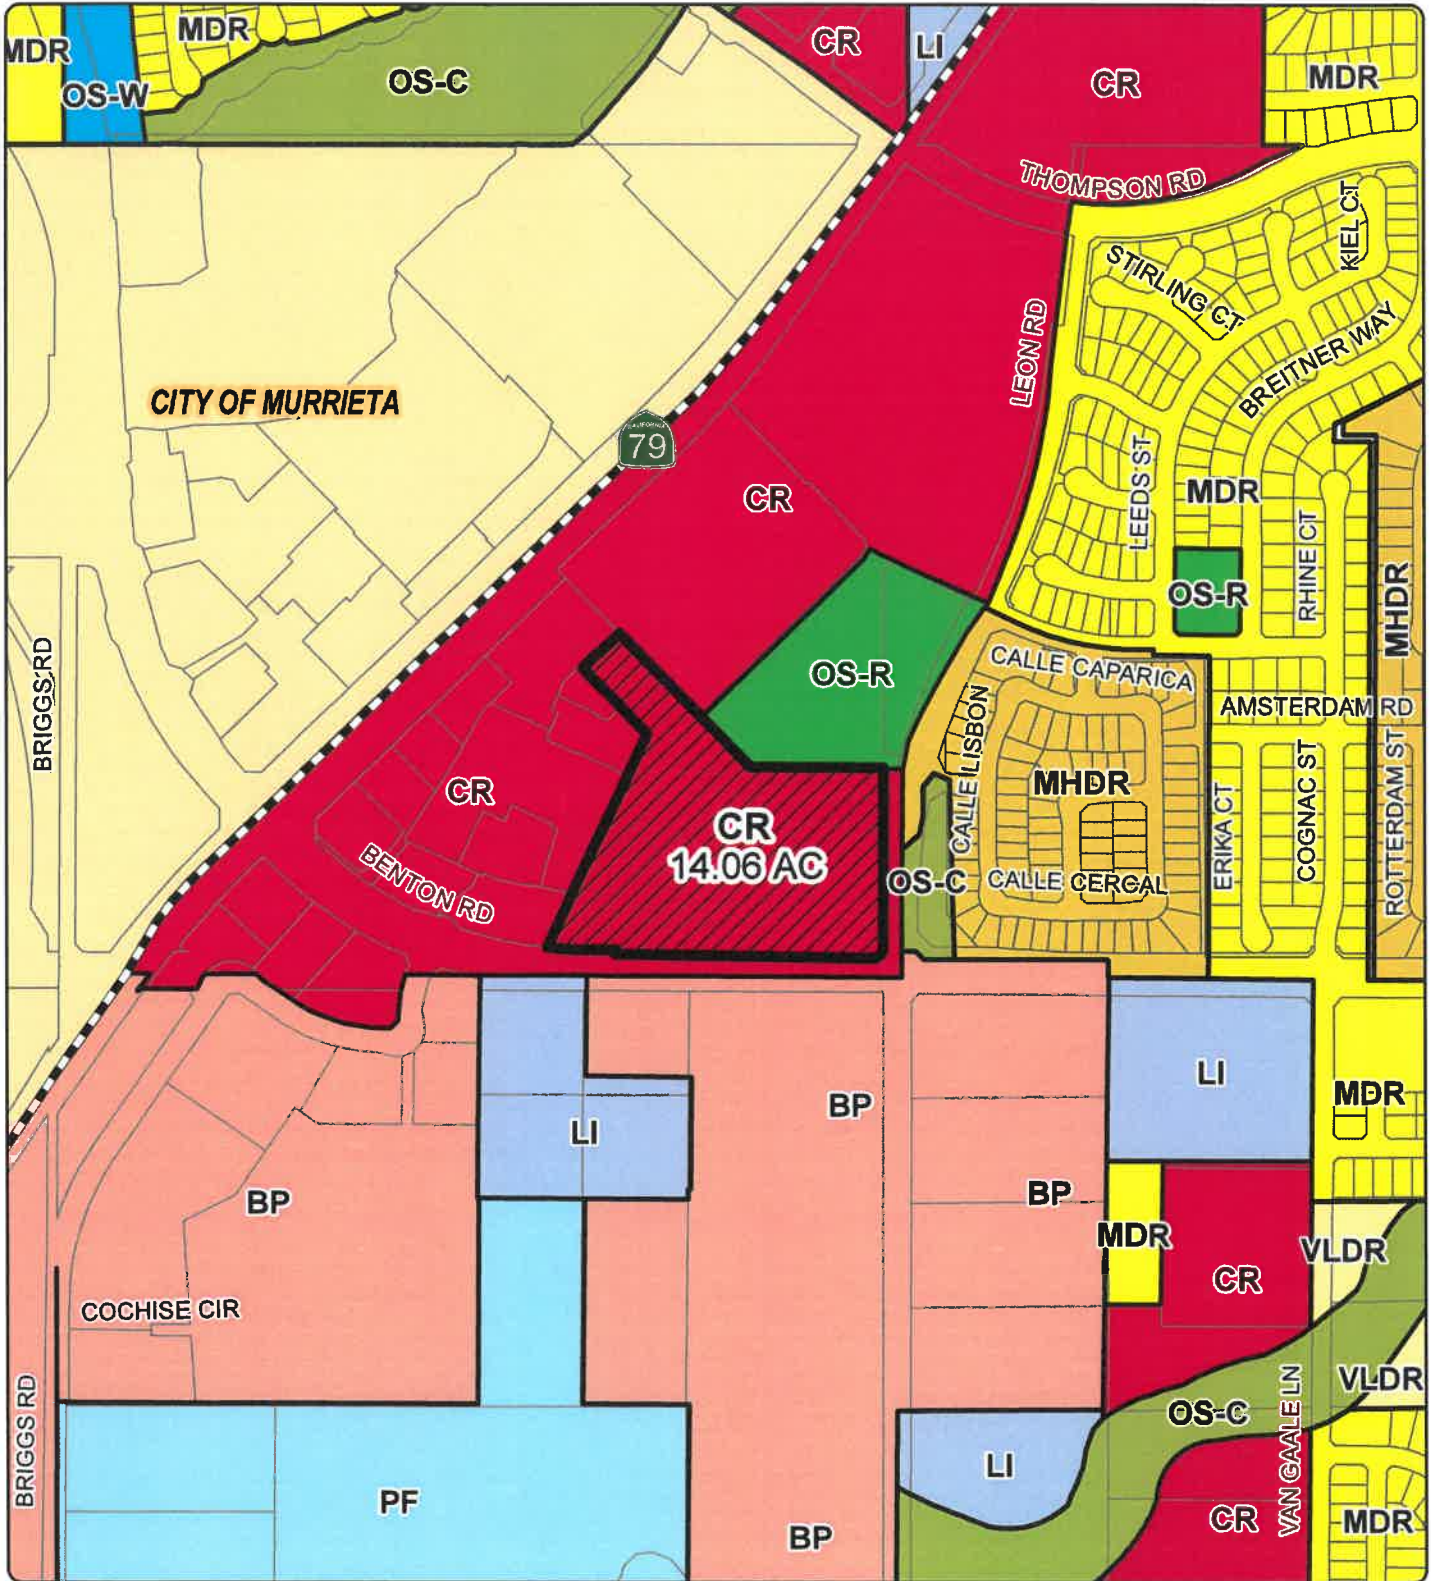 MDR
MDR
OS-W
OS-C
CR
LI
CR
MDR
THOMPSON RD
KIEL CT
STIRLING CT
LEON RD
BREITNER WAY
CITY OF MURRIETA
CALIFORNIA
79
CR
LEEDS ST
MDR
RHINE CT
OS-R
MHDR
BRIGGS RD
OS-R
CALLE CAPARICA
AMSTERDAM RD
CALLE LISBON
MHDR
ERIKA CT
COGNAC ST
ROTTERDAM ST
CR
CR
14.06 AC
BENTON RD
OS-C
CALLE CERCAL
LI
MDR
BP
LI
BP
BP
MDR
VLDR
CR
COCHISE CIR
BRIGGS RD
VLDR
OS-C
VAN GAALE LN
LI
PF
BP
CR
MDR